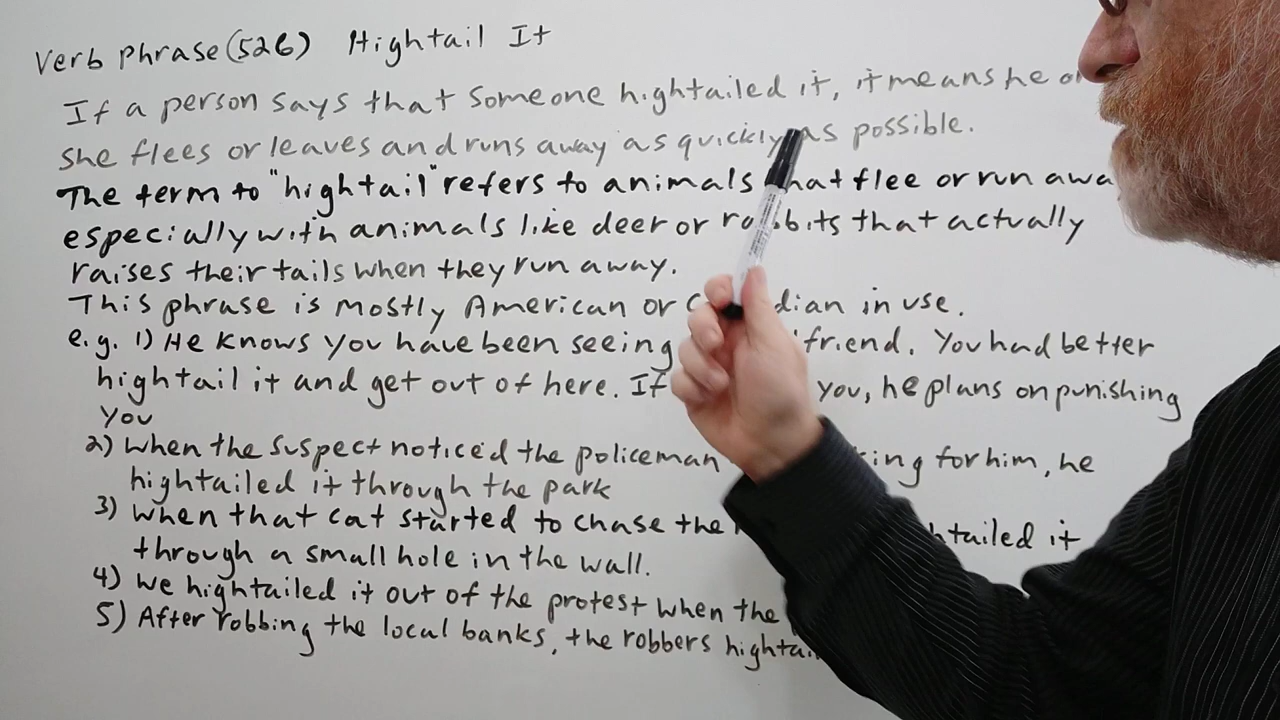 Verb Phrase (526) Hightail It
If a person says that someone hightailed it, it means he
she flees or leaves and runs away as quickly as possible.
The term to "hightail" refers to animals that flee or run
especially with animals like deer or rabbits that actually
raises their tails when they run away.
This phrase is mostly American or in use.
e.g. 1) He knows you have been seeing friend. You had better
hightail it and get out of here. If you, he plans on punishing
you
2) When the suspect noticed the policeman for him, he
hightailed it through the park
3) When that cat started to chase the it
through a small hole in the wall.
4) We hightailed it out of the protest when the
5) After robbing the local banks, the robbers